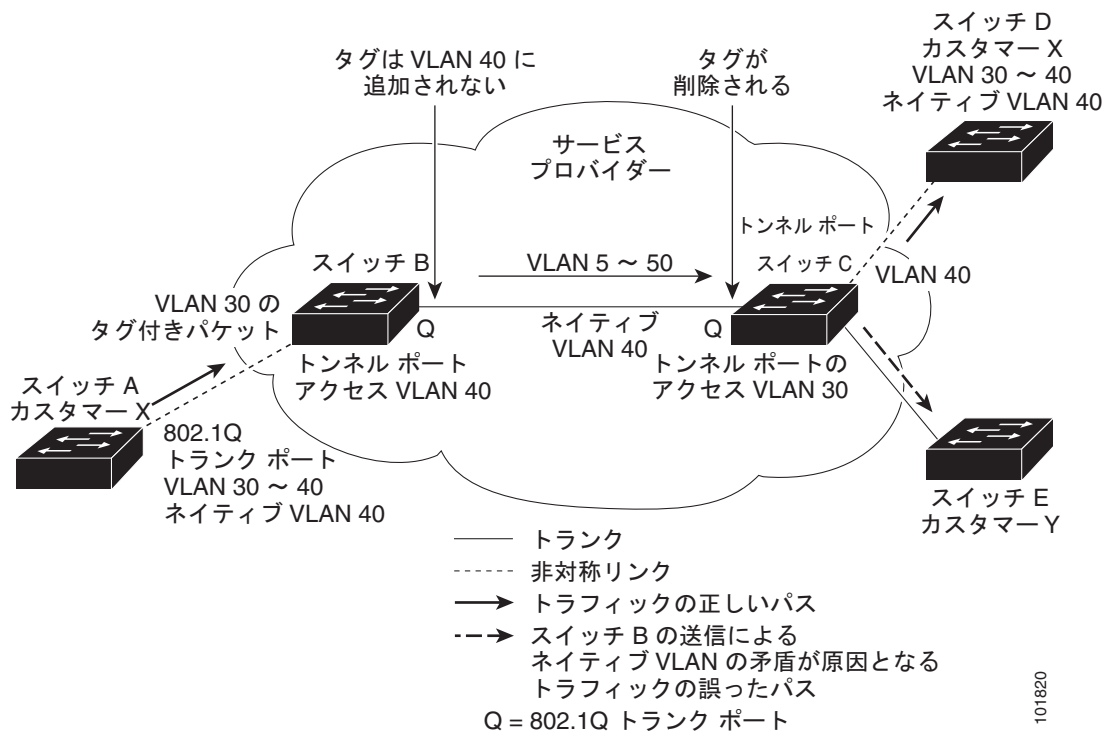 スイッチ D
カスタマー X
VLAN 30 ～ 40
ネイティブ VLAN 40
タグは VLAN 40 に
追加されない
タグが
削除される
サービス
プロバイダー
トンネル ポート
スイッチ B
VLAN 5 ～ 50
スイッチ C
VLAN 40
VLAN 30 の
タグ付きパケット
Q
ネイティブ
VLAN 40
Q
トンネル ポート
アクセス VLAN 40
トンネル ポートの
アクセス VLAN 30
スイッチ A
カスタマー X
802.1Q
トランク ポート
VLAN 30 ～ 40
ネイティブ VLAN 40
スイッチ E
カスタマー Y
トランク
非対称リンク
トラフィックの正しいパス
スイッチ B の送信による
ネイティブ VLAN の矛盾が原因となる
トラフィックの誤ったパス
Q = 802.1Q トランク ポート
101820